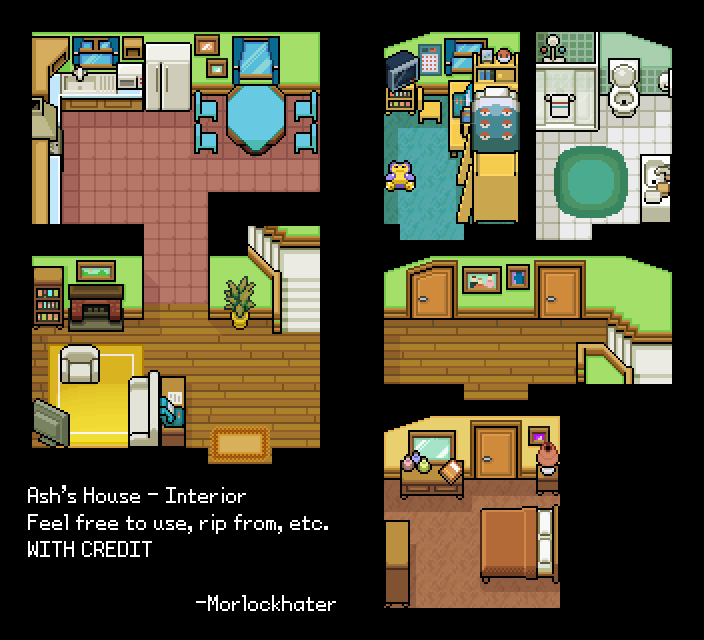 Ash's House - Interior
Feel free to use, rip from, etc.
WITH CREDIT
-Morlockhater